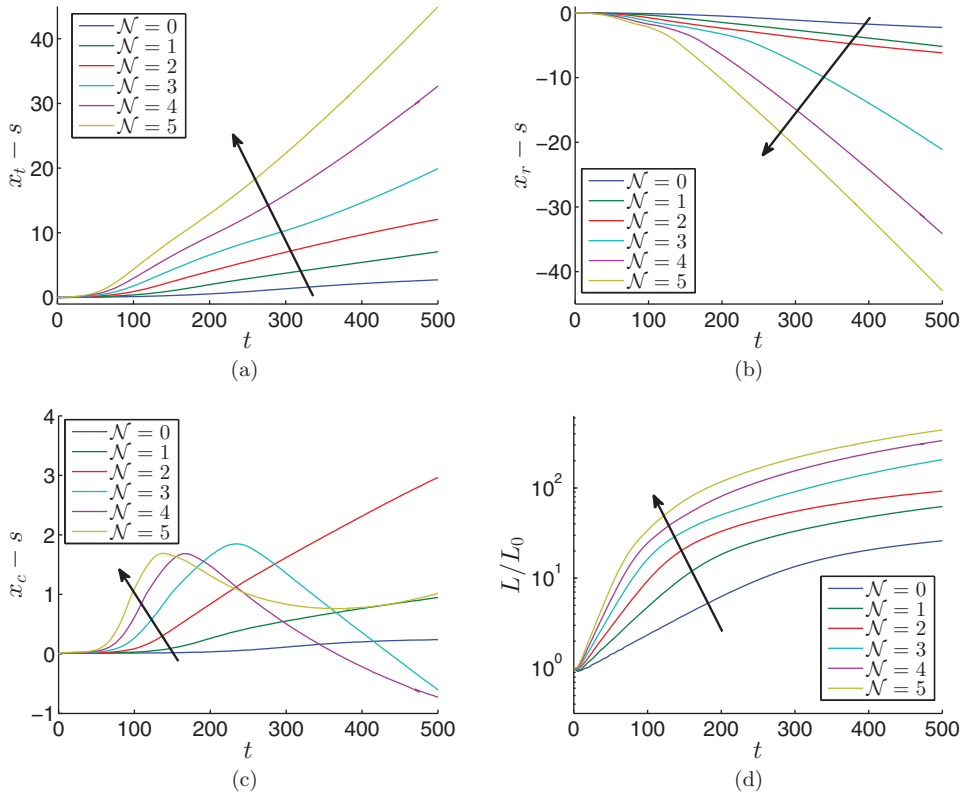 40
30
20
10
0
x_t − s
𝒩 = 0
𝒩 = 1
𝒩 = 2
𝒩 = 3
𝒩 = 4
𝒩 = 5
0 100 200 300 400 500
t
(a)
0
−10
−20
−30
−40
x_r − s
𝒩 = 0
𝒩 = 1
𝒩 = 2
𝒩 = 3
𝒩 = 4
𝒩 = 5
0 100 200 300 400 500
t
(b)
4
3
2
1
0
−1
x_c − s
𝒩 = 0
𝒩 = 1
𝒩 = 2
𝒩 = 3
𝒩 = 4
𝒩 = 5
0 100 200 300 400 500
t
(c)
10^2
10^1
10^0
L/L_0
𝒩 = 0
𝒩 = 1
𝒩 = 2
𝒩 = 3
𝒩 = 4
𝒩 = 5
0 100 200 300 400 500
t
(d)